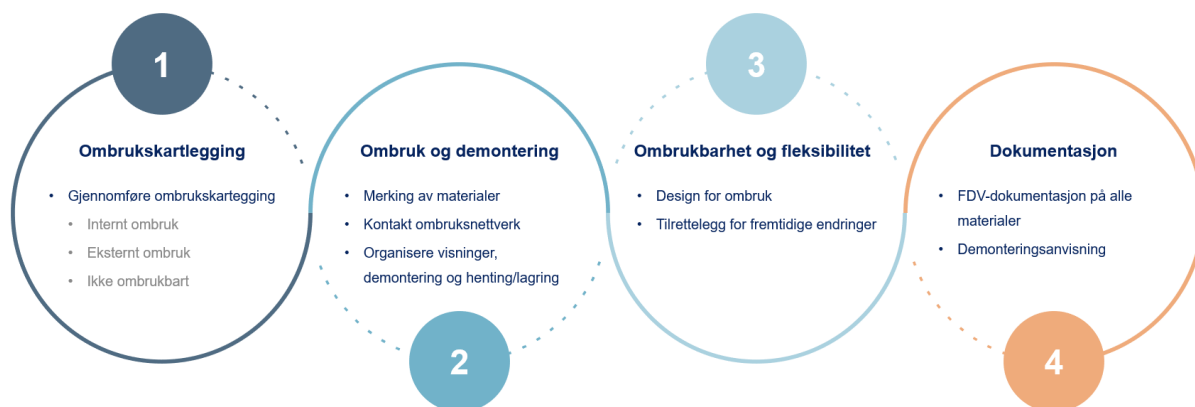 1
Ombrukskartlegging
• Gjennomføre ombrukskartegging
• Internt ombruk
• Eksternt ombruk
• Ikke ombrukbart
Ombruk og demontering
• Merking av materialer
• Kontakt ombruksnettverk
• Organisere visninger,
demontering og henting/lagring
2
3
Ombrukbarhet og fleksibilitet
• Design for ombruk
• Tilrettelegg for fremtidige endringer
Dokumentasjon
• FDV-dokumentasjon på alle
materialer
• Demonteringsanvisning
4